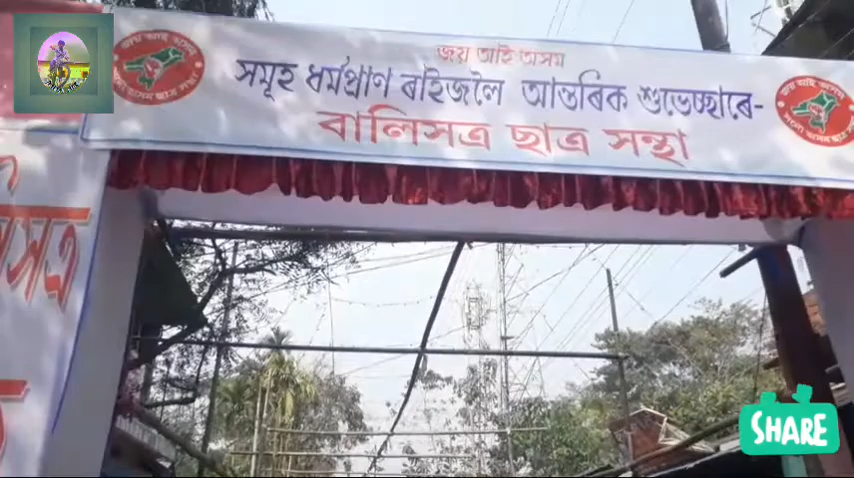 জয় আই অসম
সমূহ ধৰ্মপ্ৰাণ ৰাইজলৈ আন্তৰিক শুভেচ্ছাৰে-
বালিসত্ৰ ছাত্ৰ সন্থা
SHARE